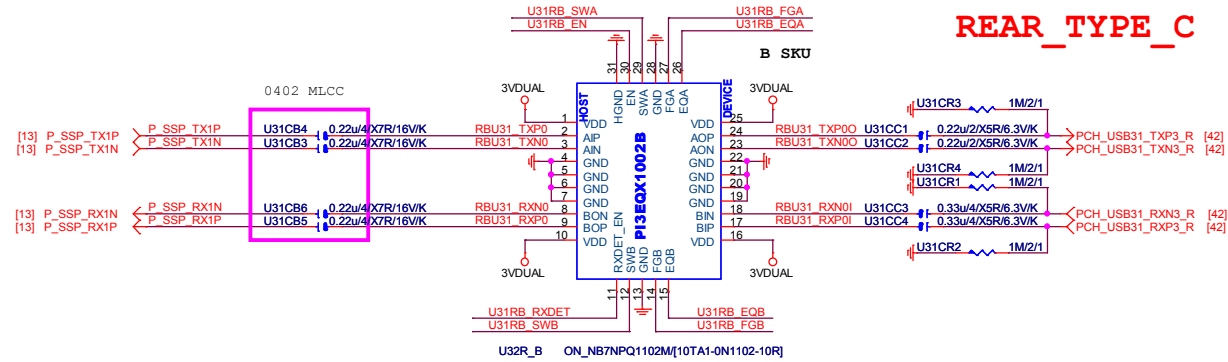 U31RB_SWA
U31RB_EN
U31RB_FGA
U31RB_EQA
REAR_TYPE_C
B SKU
0402 MLCC
31 30 29 28 27 26
3VDUAL
HOST
HGND
EN
SWA
GND
FGA
EQA
DEVICE
3VDUAL
U31CR3 1M/2/1
1 VDD
VDD 25
[13] P_SSP_TX1P P_SSP_TX1P U31CB4 0.22u/4/X7R/16V/K RBU31_TXP0 2 AIP
AOP 24 RBU31_TXP0O U31CC1 0.22u/2/X5R/6.3V/K PCH_USB31_TXP3_R [42]
[13] P_SSP_TX1N P_SSP_TX1N U31CB3 0.22u/4/X7R/16V/K RBU31_TXN0 3 AIN
AON 23 RBU31_TXN0O U31CC2 0.22u/2/X5R/6.3V/K PCH_USB31_TXN3_R [42]
4 GND
GND 22
5 GND
GND 21
U31CR4 1M/2/1
6 GND
GND 20
U31CR1 1M/2/1
7 GND
GND 19
PI3EQX1002B
[13] P_SSP_RX1N P_SSP_RX1N U31CB6 0.22u/4/X7R/16V/K RBU31_RXN0 8 BON
BIN 18 RBU31_RXN0I U31CC3 0.33u/4/X5R/6.3V/K PCH_USB31_RXN3_R [42]
[13] P_SSP_RX1P P_SSP_RX1P U31CB5 0.22u/4/X7R/16V/K RBU31_RXP0 9 BOP
BIP 17 RBU31_RXP0I U31CC4 0.33u/4/X5R/6.3V/K PCH_USB31_RXP3_R [42]
10 VDD
VDD 16
U31CR2 1M/2/1
3VDUAL
RXDET_EN
SWB
GND
FGB
EQB
3VDUAL
11 12 13 14 15
U31RB_RXDET
U31RB_SWB
U31RB_EQB
U31RB_FGB
U32R_B ON_NB7NPQ1102M/[10TA1-0N1102-10R]